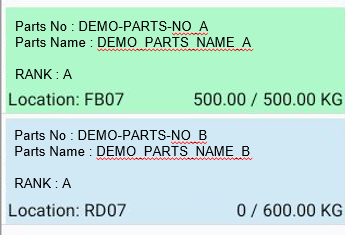 Parts No : DEMO-PARTS-NO_A
Parts Name : DEMO_PARTS_NAME_A
RANK : A
Location: FB07 500.00 / 500.00 KG
Parts No : DEMO-PARTS-NO_B
Parts Name : DEMO_PARTS_NAME_B
RANK : A
Location: RD07 0 / 600.00 KG